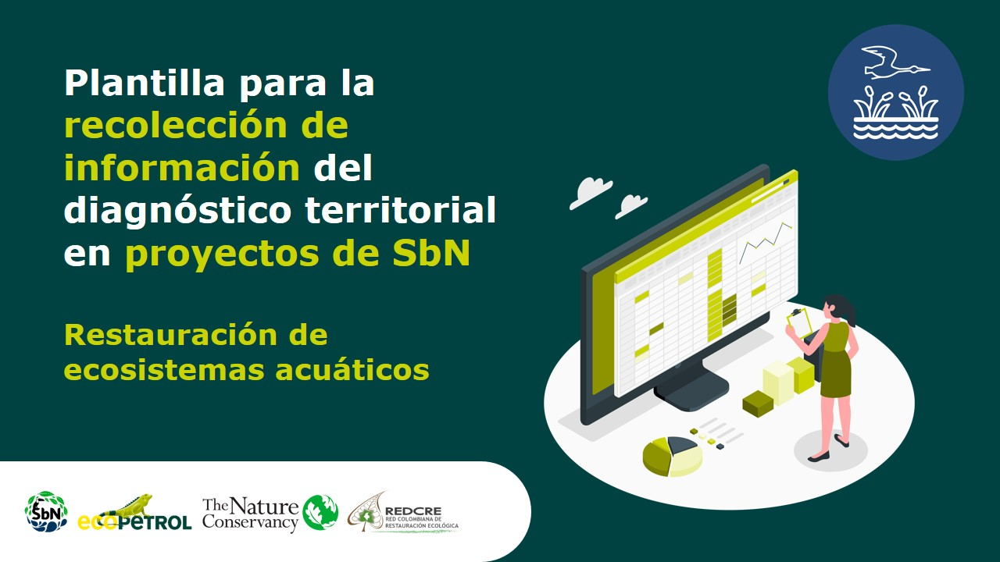 Plantilla para la
recolección de
información del
diagnóstico territorial
en proyectos de SbN
Restauración de
ecosistemas acuáticos
SbN
ecoPETROL
The Nature
Conservancy
REDCRE
RED COLOMBIANA DE
RESTAURACIÓN ECOLÓGICA